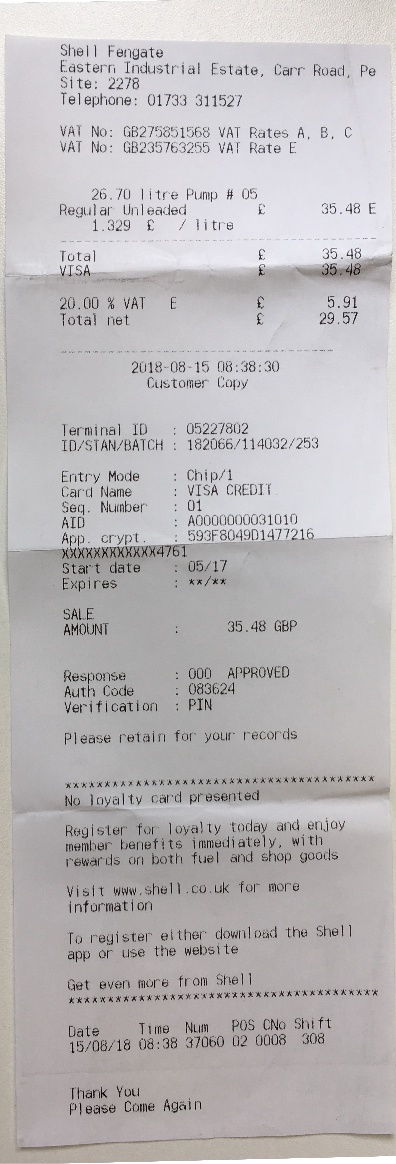 Shell Fengate
Eastern Industrial Estate, Carr Road, Pe
Site: 2278
Telephone: 01733 311527
VAT No: GB275851568 VAT Rates A, B, C
VAT No: GB235763255 VAT Rate E
26.70 litre Pump # 05
Regular Unleaded £ 35.48 E
1.329 £ / litre
Total £ 35.48
VISA £ 35.48
20.00 % VAT E £ 5.91
Total net £ 29.57
2018-08-15 08:38:30
Customer Copy
Terminal ID : 05227802
ID/STAN/BATCH : 182066/114032/253
Entry Mode : Chip/1
Card Name : VISA CREDIT
Seq. Number : 01
AID : A0000000031010
App. crypt. : 593F8049D1477216
XXXXXXXXXXXX4761
Start date : 05/17
Expires : **/**
SALE
AMOUNT : 35.48 GBP
Response : 000 APPROVED
Auth Code : 083624
Verification : PIN
Please retain for your records
***************************************
No loyalty card presented
Register for loyalty today and enjoy
member benefits immediately, with
rewards on both fuel and shop goods
Visit www.shell.co.uk for more
information
To register either download the Shell
app or use the website
Get even more from Shell
***************************************
Date Time Num POS CNo Shift
15/08/18 08:38 37060 02 0008 308
Thank You
Please Come Again